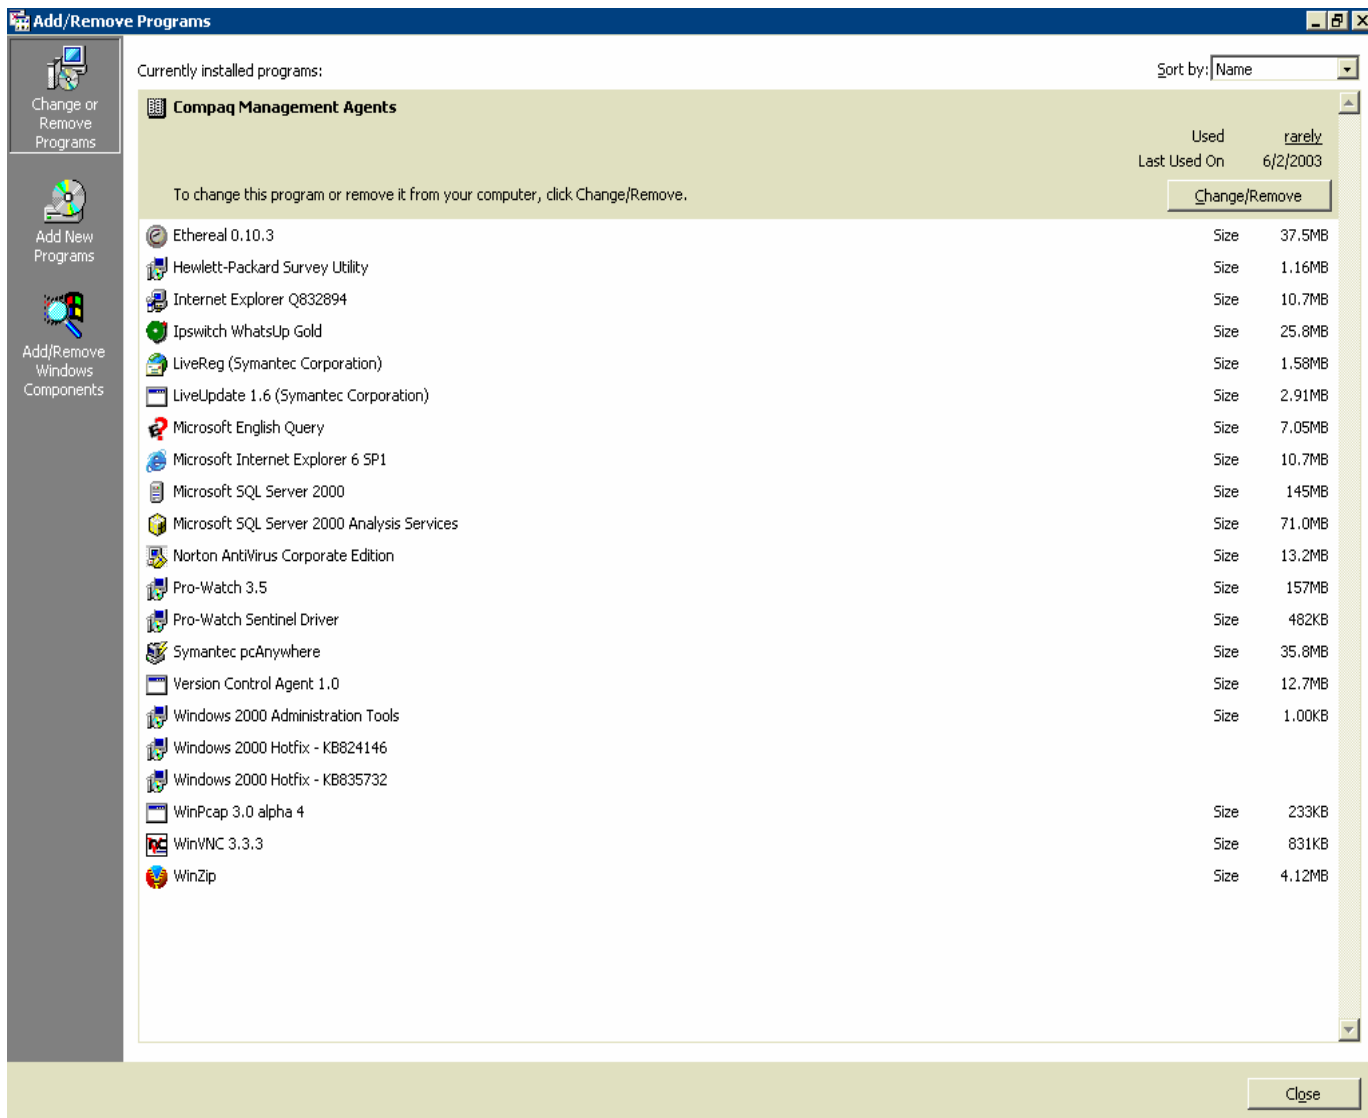 Add/Remove Programs
Change or
Remove
Programs
Add New
Programs
Add/Remove
Windows
Components
Currently installed programs:
Sort by: Name
Compaq Management Agents
Used rarely
Last Used On 6/2/2003
To change this program or remove it from your computer, click Change/Remove.
Change/Remove
Ethereal 0.10.3 Size 37.5MB
Hewlett-Packard Survey Utility Size 1.16MB
Internet Explorer Q832894 Size 10.7MB
Ipswitch WhatsUp Gold Size 25.8MB
LiveReg (Symantec Corporation) Size 1.58MB
LiveUpdate 1.6 (Symantec Corporation) Size 2.91MB
Microsoft English Query Size 7.05MB
Microsoft Internet Explorer 6 SP1 Size 10.7MB
Microsoft SQL Server 2000 Size 145MB
Microsoft SQL Server 2000 Analysis Services Size 71.0MB
Norton AntiVirus Corporate Edition Size 13.2MB
Pro-Watch 3.5 Size 157MB
Pro-Watch Sentinel Driver Size 482KB
Symantec pcAnywhere Size 35.8MB
Version Control Agent 1.0 Size 12.7MB
Windows 2000 Administration Tools Size 1.00KB
Windows 2000 Hotfix - KB824146
Windows 2000 Hotfix - KB835732
WinPcap 3.0 alpha 4 Size 233KB
WinVNC 3.3.3 Size 831KB
WinZip Size 4.12MB
Close